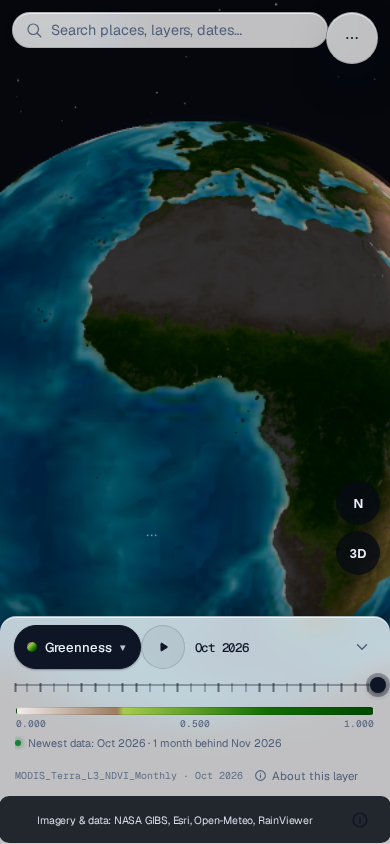 Search places, layers, dates...
...
...
N
3D
Greenness ▾
Oct 2026
0.000 0.500 1.000
Newest data: Oct 2026 · 1 month behind Nov 2026
MODIS_Terra_L3_NDVI_Monthly · Oct 2026
About this layer
Imagery & data: NASA GIBS, Esri, Open-Meteo, RainViewer